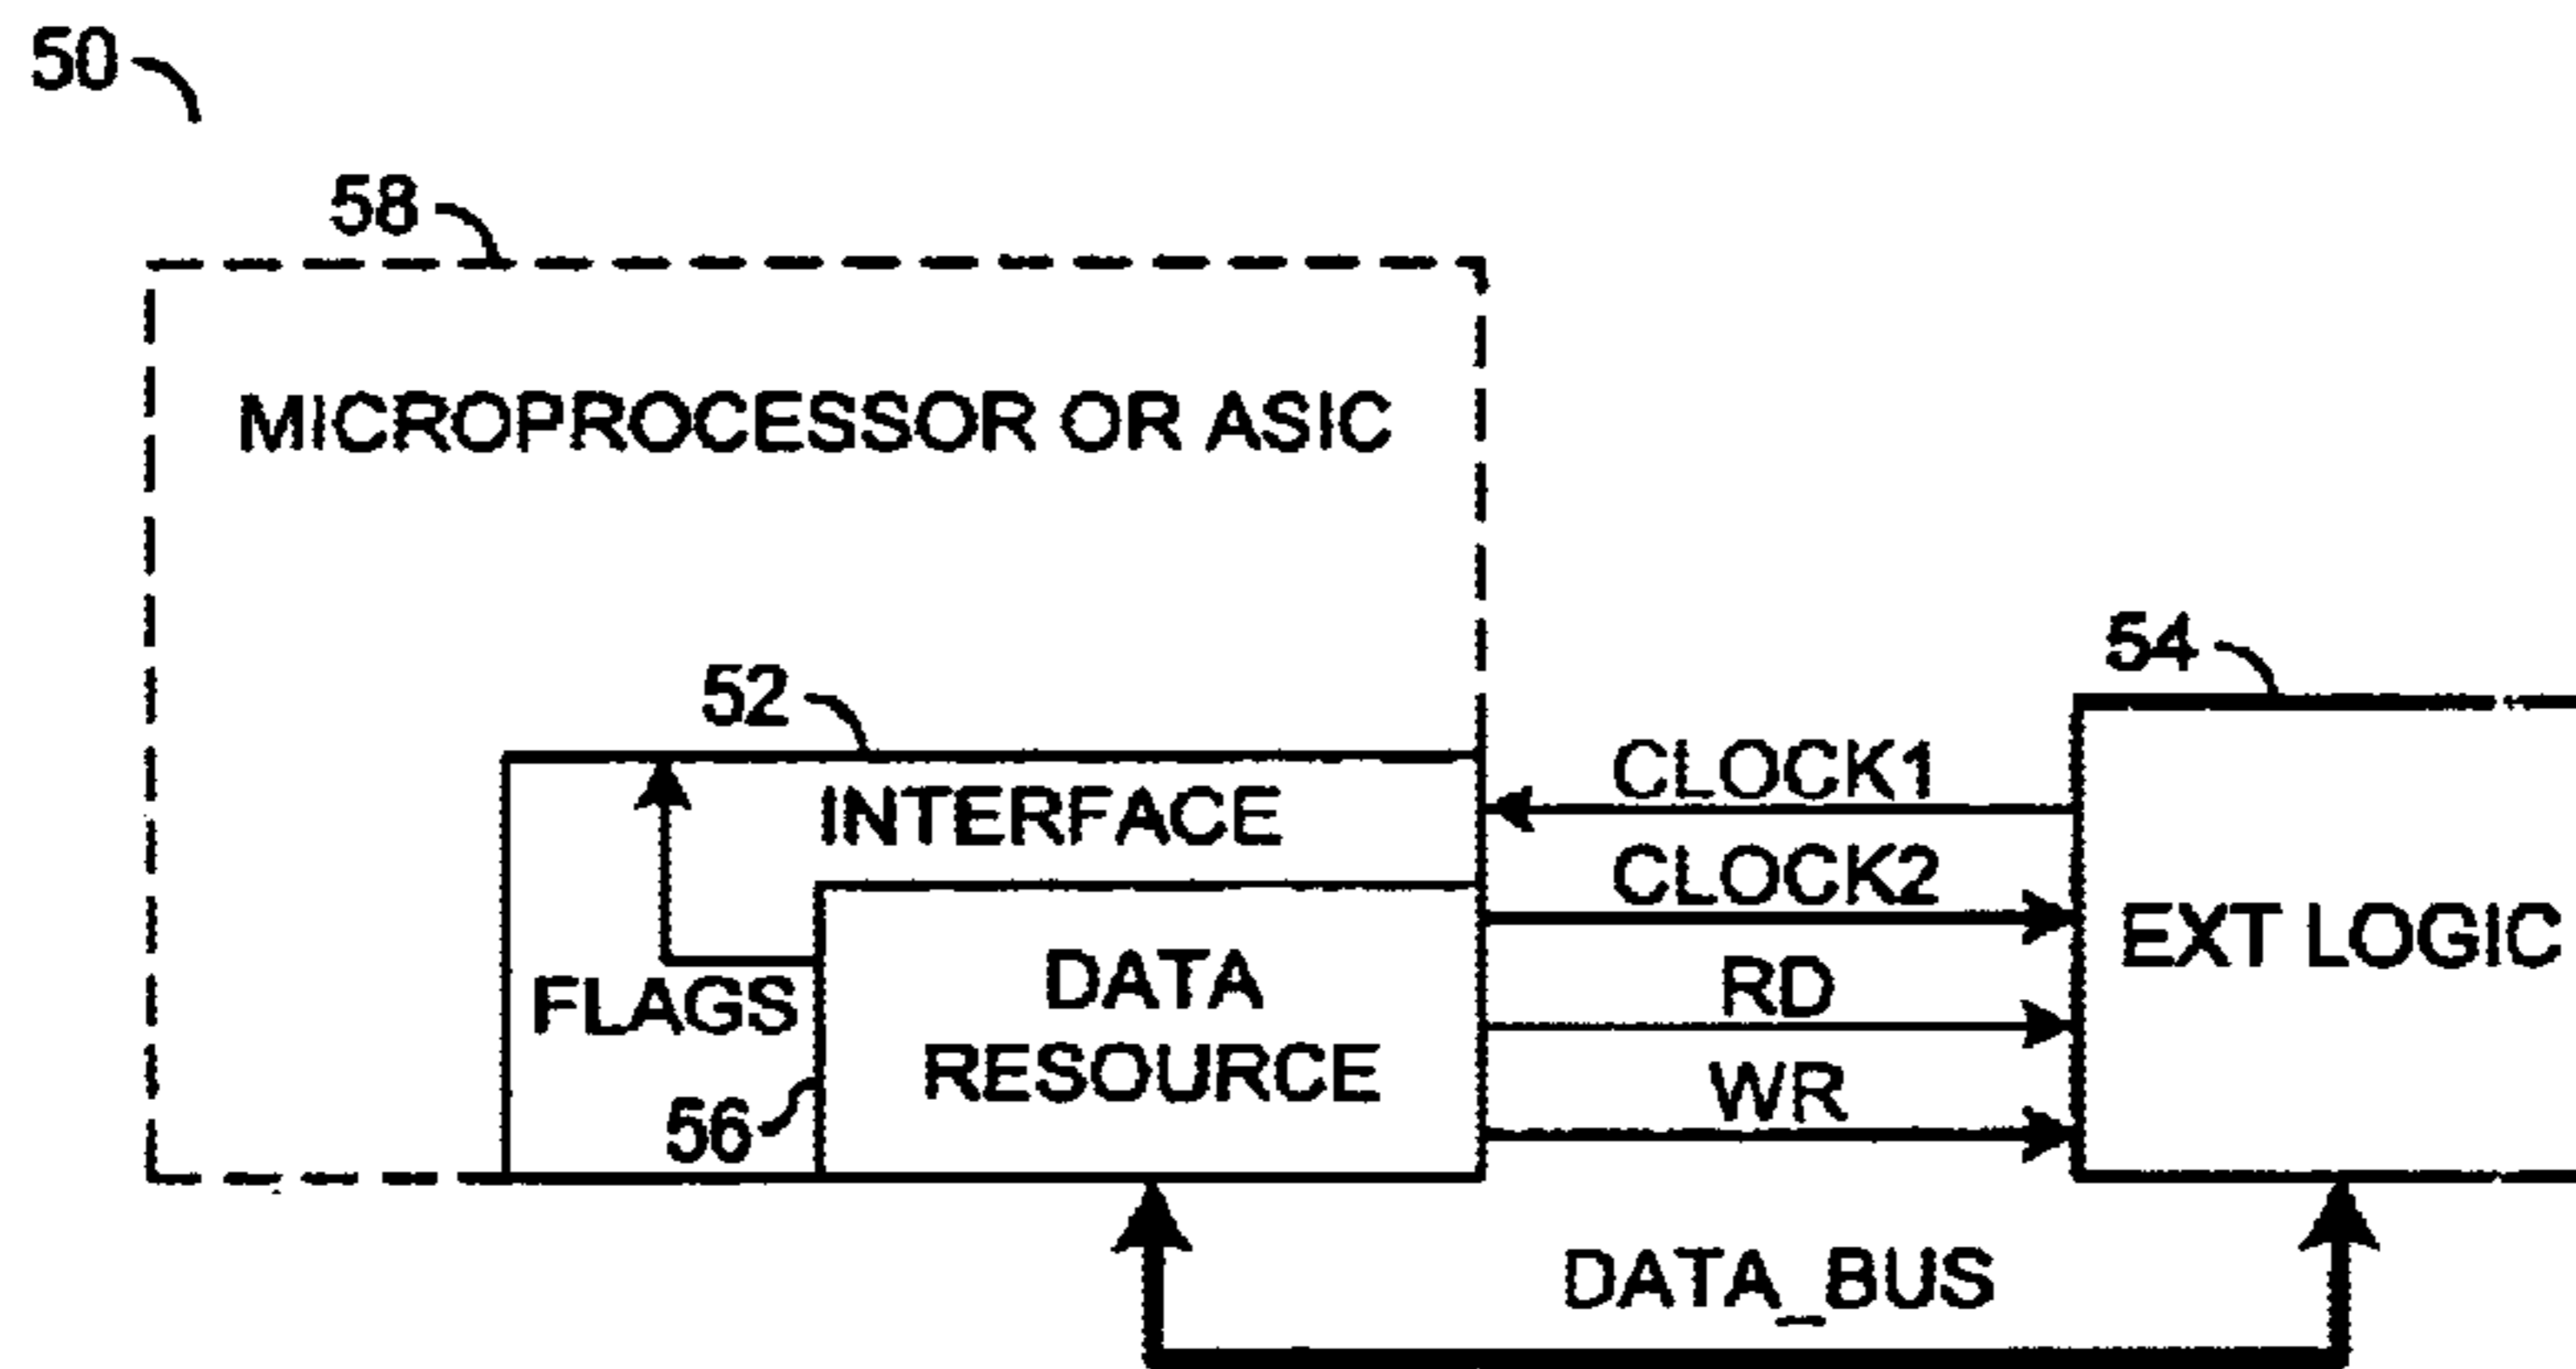 50
58
MICROPROCESSOR OR ASIC
54
52
CLOCK1
INTERFACE
CLOCK2
EXT LOGIC
DATA
RESOURCE
RD
FLAGS
WR
56
DATA_BUS